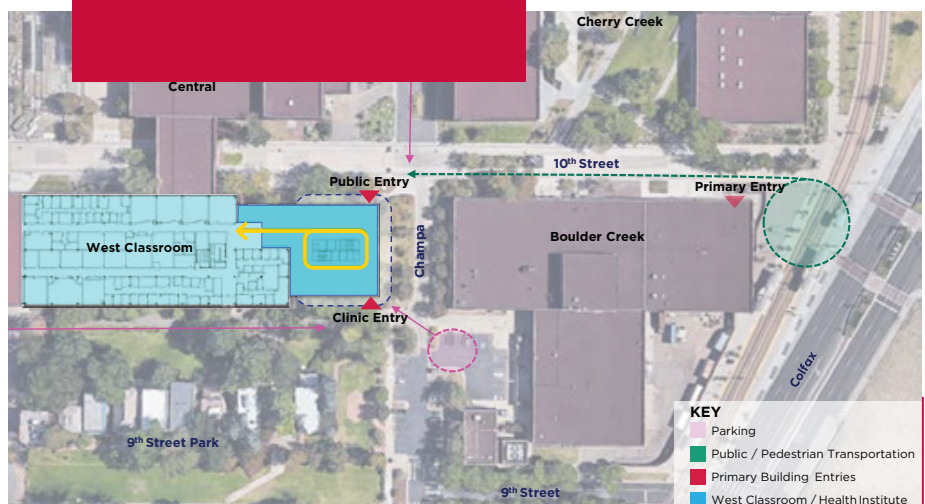 Cherry Creek
Central
10th Street
Public Entry
Primary Entry
West Classroom
Champa
Boulder Creek
Clinic Entry
Colfax
9th Street Park
9th Street
KEY
Parking
Public / Pedestrian Transportation
Primary Building Entries
West Classroom / Health Institute